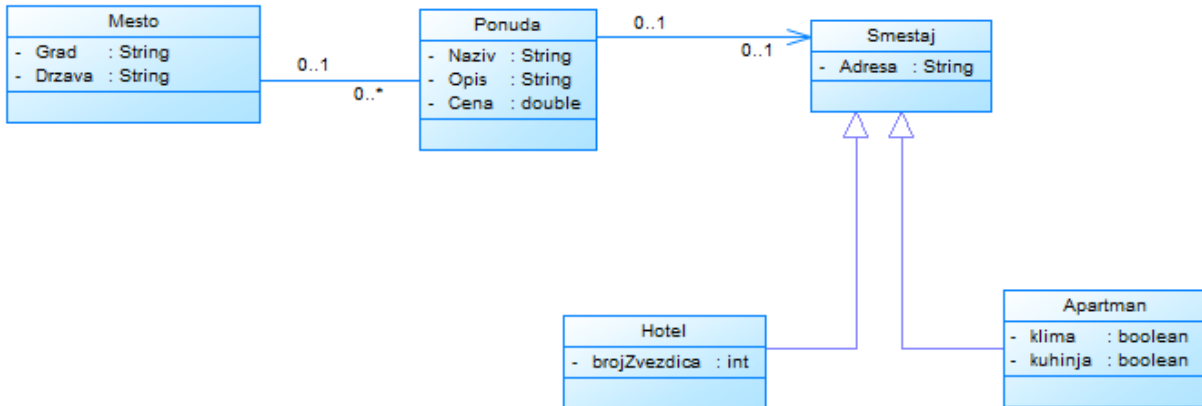 Mesto
- Grad : String
- Drzava : String
0..1
0..*
Ponuda
- Naziv : String
- Opis : String
- Cena : double
0..1
0..1
Smestaj
- Adresa : String
Hotel
- brojZvezdica : int
Apartman
- klima : boolean
- kuhinja : boolean